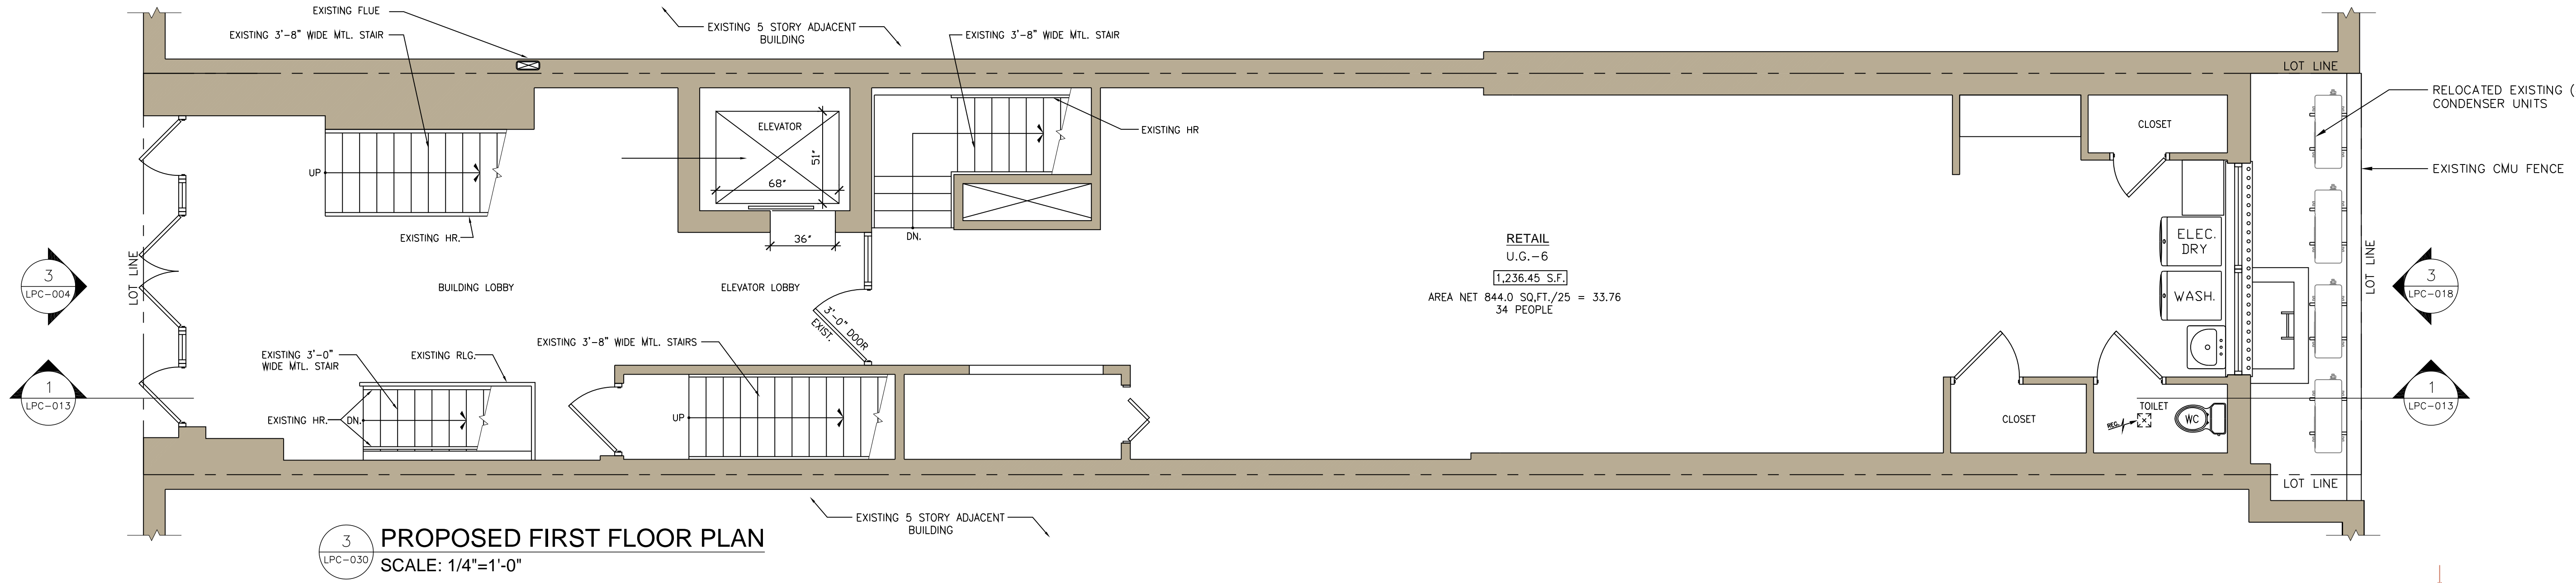 EXISTING FLUE
EXISTING 3'-8" WIDE MTL. STAIR
EXISTING 5 STORY ADJACENT
BUILDING
EXISTING 3'-8" WIDE MTL. STAIR
LOT LINE
RELOCATED EXISTING (
CONDENSER UNITS
ELEVATOR
51"
68"
36"
EXISTING HR
CLOSET
EXISTING CMU FENCE
UP
EXISTING HR.
DN.
RETAIL
U.G.-6
1,236.45 S.F.
AREA NET 844.0 SQ,FT./25 = 33.76
34 PEOPLE
ELEC.
DRY
WASH.
LOT LINE
3
LPC-004
LOT LINE
3
LPC-018
BUILDING LOBBY
ELEVATOR LOBBY
3'-0" DOOR
EXIST.
EXISTING 3'-0"
WIDE MTL. STAIR
EXISTING RLG.
EXISTING 3'-8" WIDE MTL. STAIRS
1
LPC-013
EXISTING HR.
DN.
UP
CLOSET
TOILET
REG.
WC
1
LPC-013
LOT LINE
EXISTING 5 STORY ADJACENT
BUILDING
3
LPC-030
PROPOSED FIRST FLOOR PLAN
SCALE: 1/4"=1'-0"